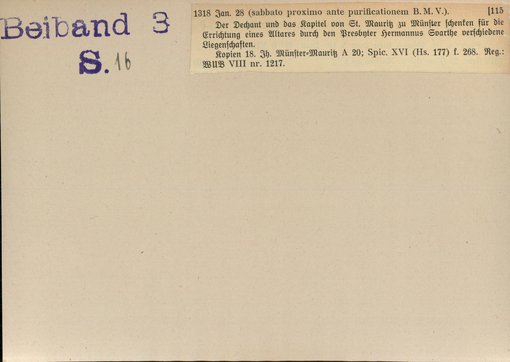 Beiband 3
S. 16
1318 Jan. 28 (sabbato proximo ante purificationem B. M. V.). [115
Der Dechant und das Kapitel von St. Mauritz zu Münster schenken für die
Errichtung eines Altares durch den Presbyter Hermannus Svarthe verschiedene
Liegenschaften.
Kopien 18. Jh. Münster-Mauritz A 20; Spic. XVI (Hs. 177) f. 268. Reg.:
WUB VIII nr. 1217.